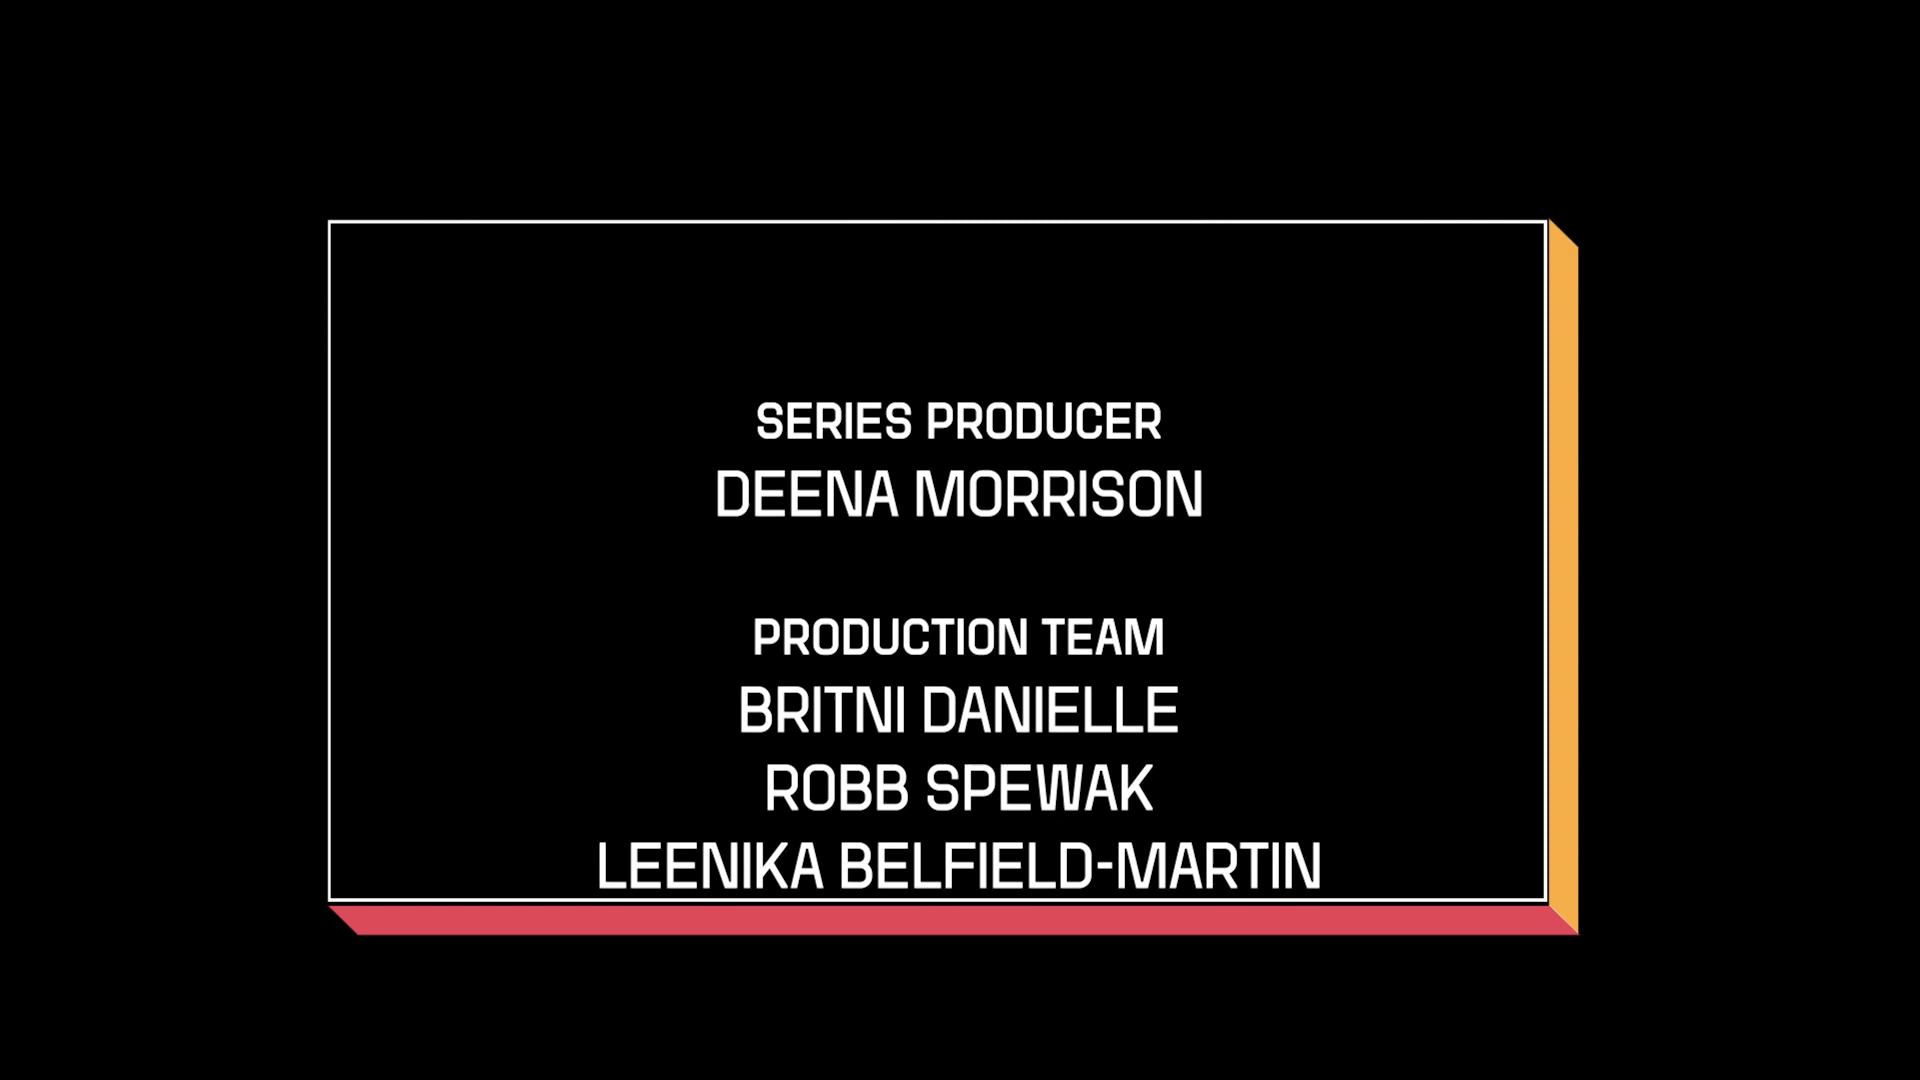 SERIES PRODUCER
DEENA MORRISON
PRODUCTION TEAM
BRITNI DANIELLE
ROBB SPEWAK
LEENIKA BELFIELD-MARTIN